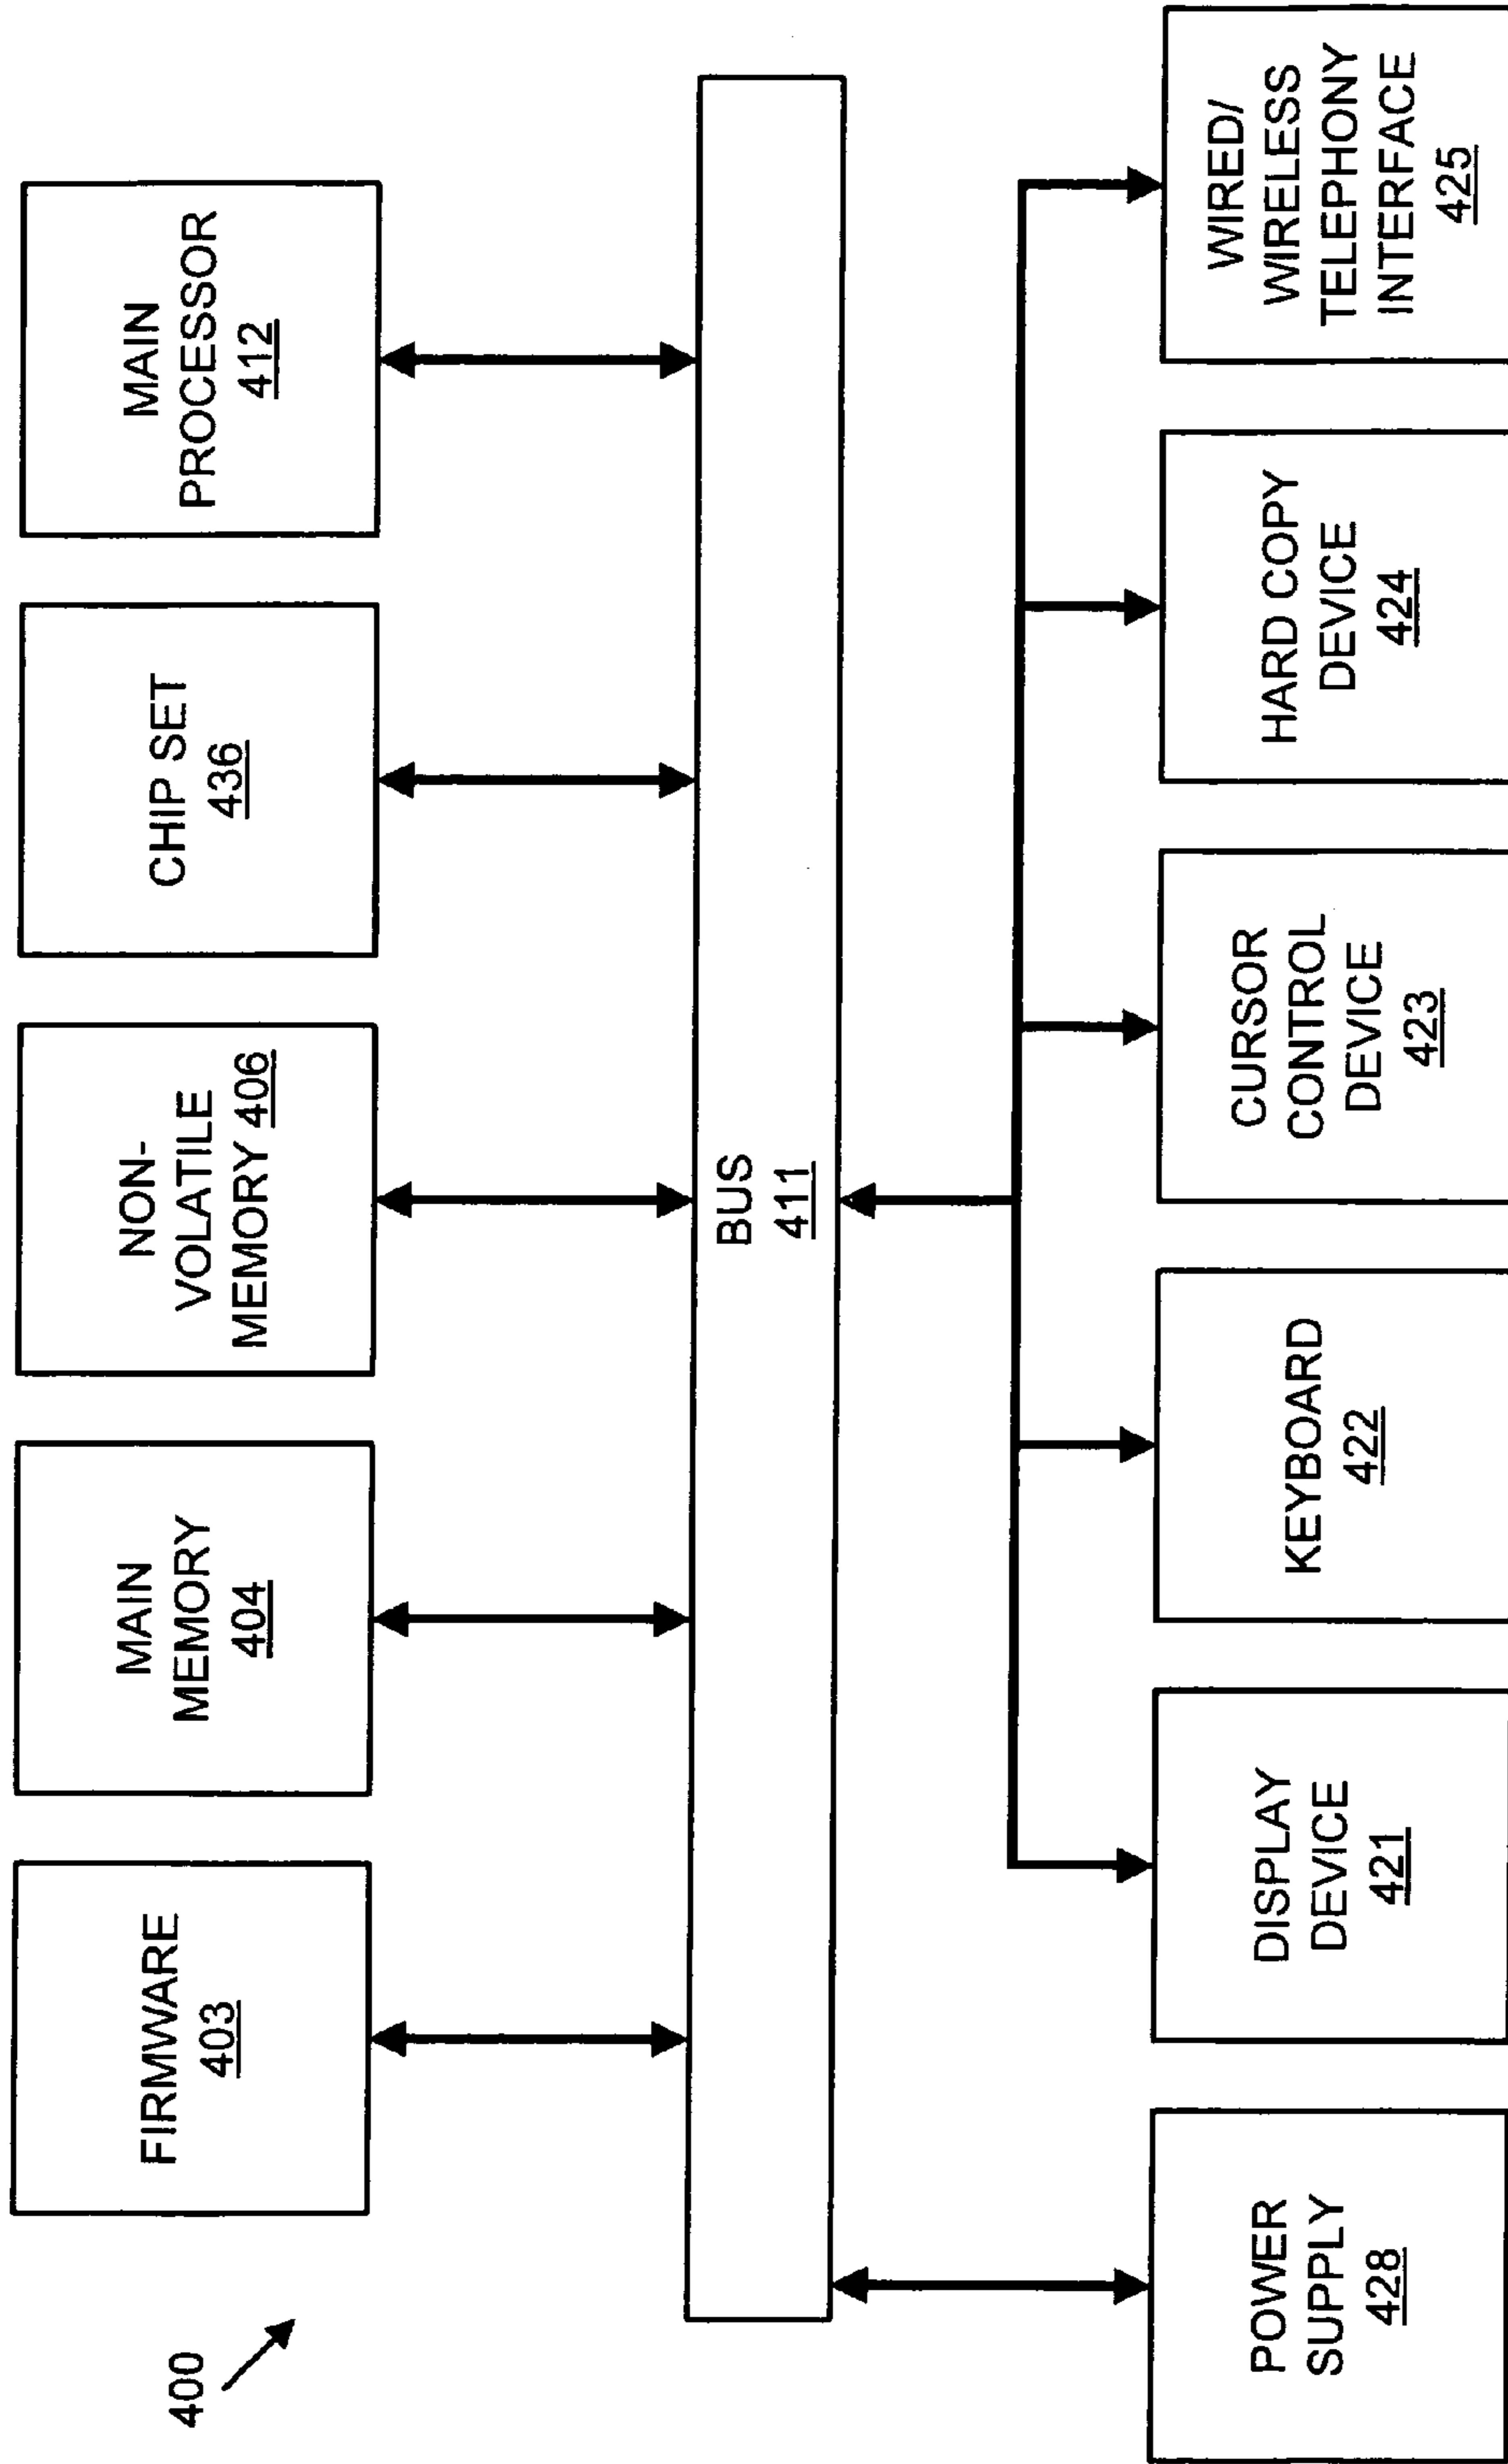 400
FIRMWARE
403
MAIN
MEMORY
404
NON-
VOLATILE
MEMORY 406
CHIP SET
436
MAIN
PROCESSOR
412
BUS
411
POWER
SUPPLY
428
DISPLAY
DEVICE
421
KEYBOARD
422
CURSOR
CONTROL
DEVICE
423
HARD COPY
DEVICE
424
WIRED/
WIRELESS
TELEPHONY
INTERFACE
425